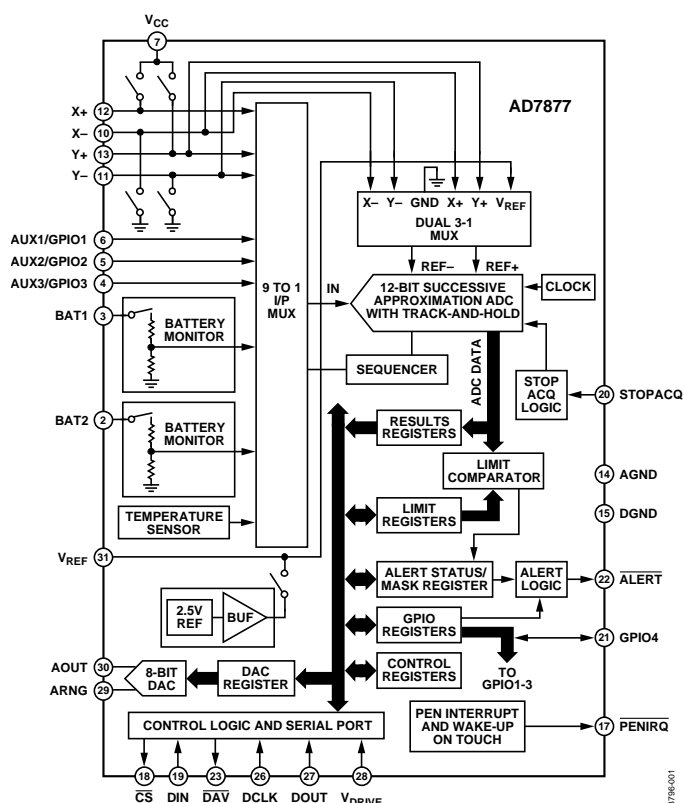 VCC
7
AD7877
X+ 12
X– 10
Y+ 13
Y– 11
X– Y– GND X+ Y+ VREF
DUAL 3-1
MUX
REF– REF+
AUX1/GPIO1 6
AUX2/GPIO2 5
AUX3/GPIO3 4
9 TO 1
I/P
MUX
IN
12-BIT SUCCESSIVE
APPROXIMATION ADC
WITH TRACK-AND-HOLD
CLOCK
BAT1 3
BATTERY
MONITOR
SEQUENCER
ADC DATA
STOP
ACQ
LOGIC
20 STOPACQ
BAT2 2
BATTERY
MONITOR
RESULTS
REGISTERS
LIMIT
COMPARATOR
14 AGND
LIMIT
REGISTERS
15 DGND
TEMPERATURE
SENSOR
VREF 31
ALERT STATUS/
MASK REGISTER
ALERT
LOGIC
22 ALERT
2.5V
REF
BUF
GPIO
REGISTERS
21 GPIO4
TO
GPIO1-3
AOUT 30
ARNG 29
8-BIT
DAC
DAC
REGISTER
CONTROL
REGISTERS
CONTROL LOGIC AND SERIAL PORT
PEN INTERRUPT
AND WAKE-UP
ON TOUCH
17 PENIRQ
18 19 23 26 27 28
CS DIN DAV DCLK DOUT VDRIVE